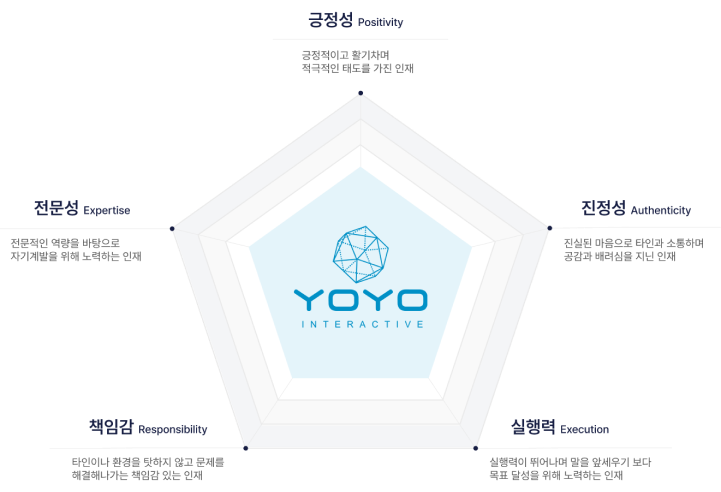 긍정성 Positivity
긍정적이고 활기차며
적극적인 태도를 가진 인재
전문성 Expertise
전문적인 역량을 바탕으로
자기계발을 위해 노력하는 인재
진정성 Authenticity
진실된 마음으로 타인과 소통하며
공감과 배려심을 지닌 인재
YOYO
INTERACTIVE
책임감 Responsibility
타인이나 환경을 탓하지 않고 문제를
해결해나가는 책임감 있는 인재
실행력 Execution
실행력이 뛰어나며 말을 앞세우기 보다
목표 달성을 위해 노력하는 인재